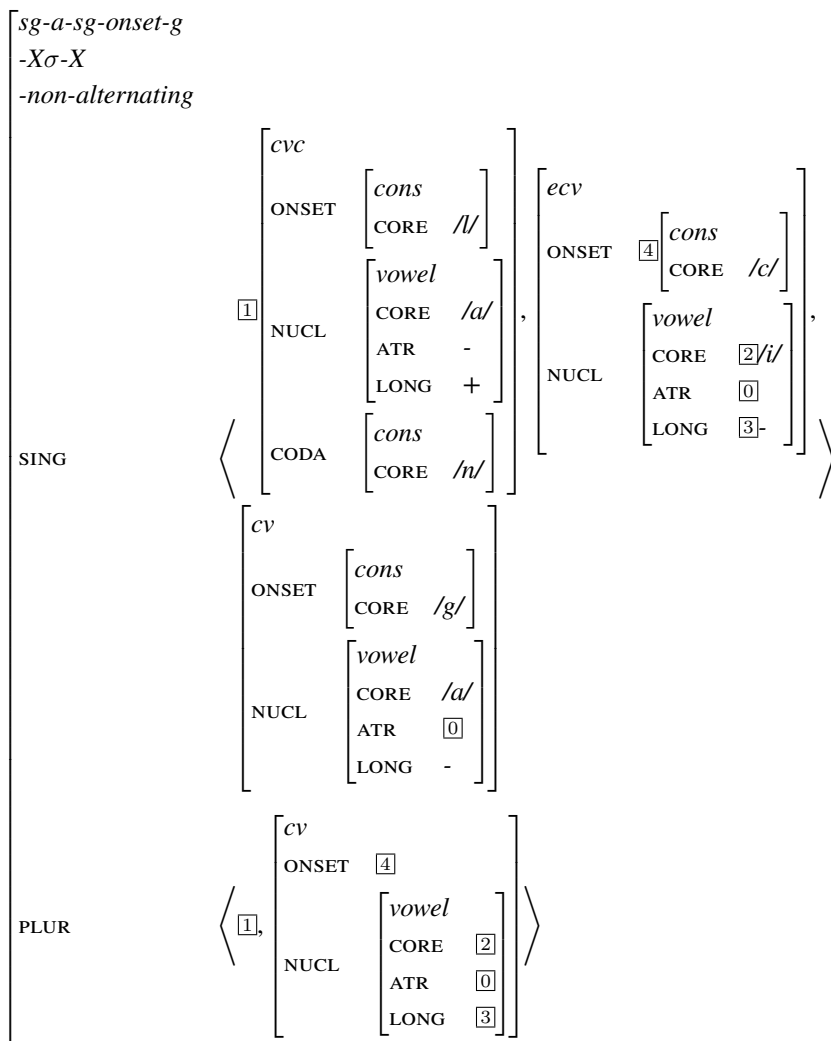 sg-a-sg-onset-g
-Xσ-X
-non-alternating
SING ⟨ 1 [cvc
ONSET [cons
CORE /l/]
NUCL [vowel
CORE /a/
ATR -
LONG +]
CODA [cons
CORE /n/]],
[ecv
ONSET 4 [cons
CORE /c/]
NUCL [vowel
CORE 2 /i/
ATR 0
LONG 3 -]],
[cv
ONSET [cons
CORE /g/]
NUCL [vowel
CORE /a/
ATR 0
LONG -]] ⟩
PLUR ⟨ 1, [cv
ONSET 4
NUCL [vowel
CORE 2
ATR 0
LONG 3]] ⟩